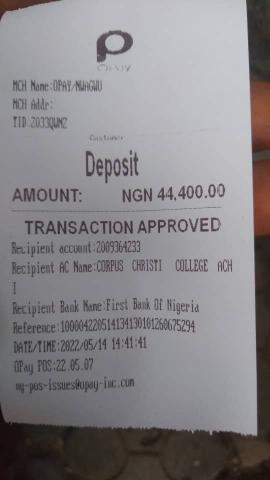 OPAY
MCH Name:OPAY/NWAGWU
MCH Addr:
TID:2033QWN2
Customer
Deposit
AMOUNT: NGN 44,400.00
TRANSACTION APPROVED
Recipient account:2009364233
Recipient AC Name:CORPUS CHRISTI COLLEGE ACH
I
Recipient Bank Name:First Bank Of Nigeria
Reference:100004220514134130101260675294
DATE/TIME:2022/05/14 14:41:41
OPay POS:22.05.07
my-pos-issues@opay-inc.com